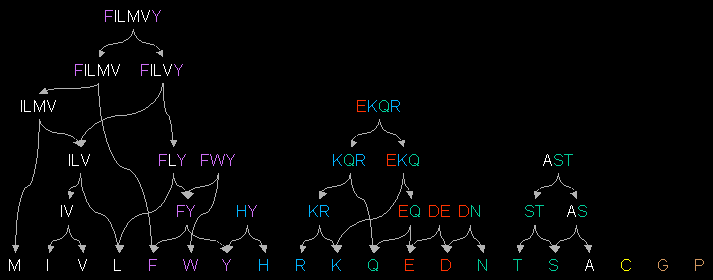 FILMVY
FILMV FILVY
ILMV EKQR
ILV FLY FWY KQR EKQ AST
IV FY HY KR EQ DE DN ST AS
M I V L F W Y H R K Q E D N T S A C G P